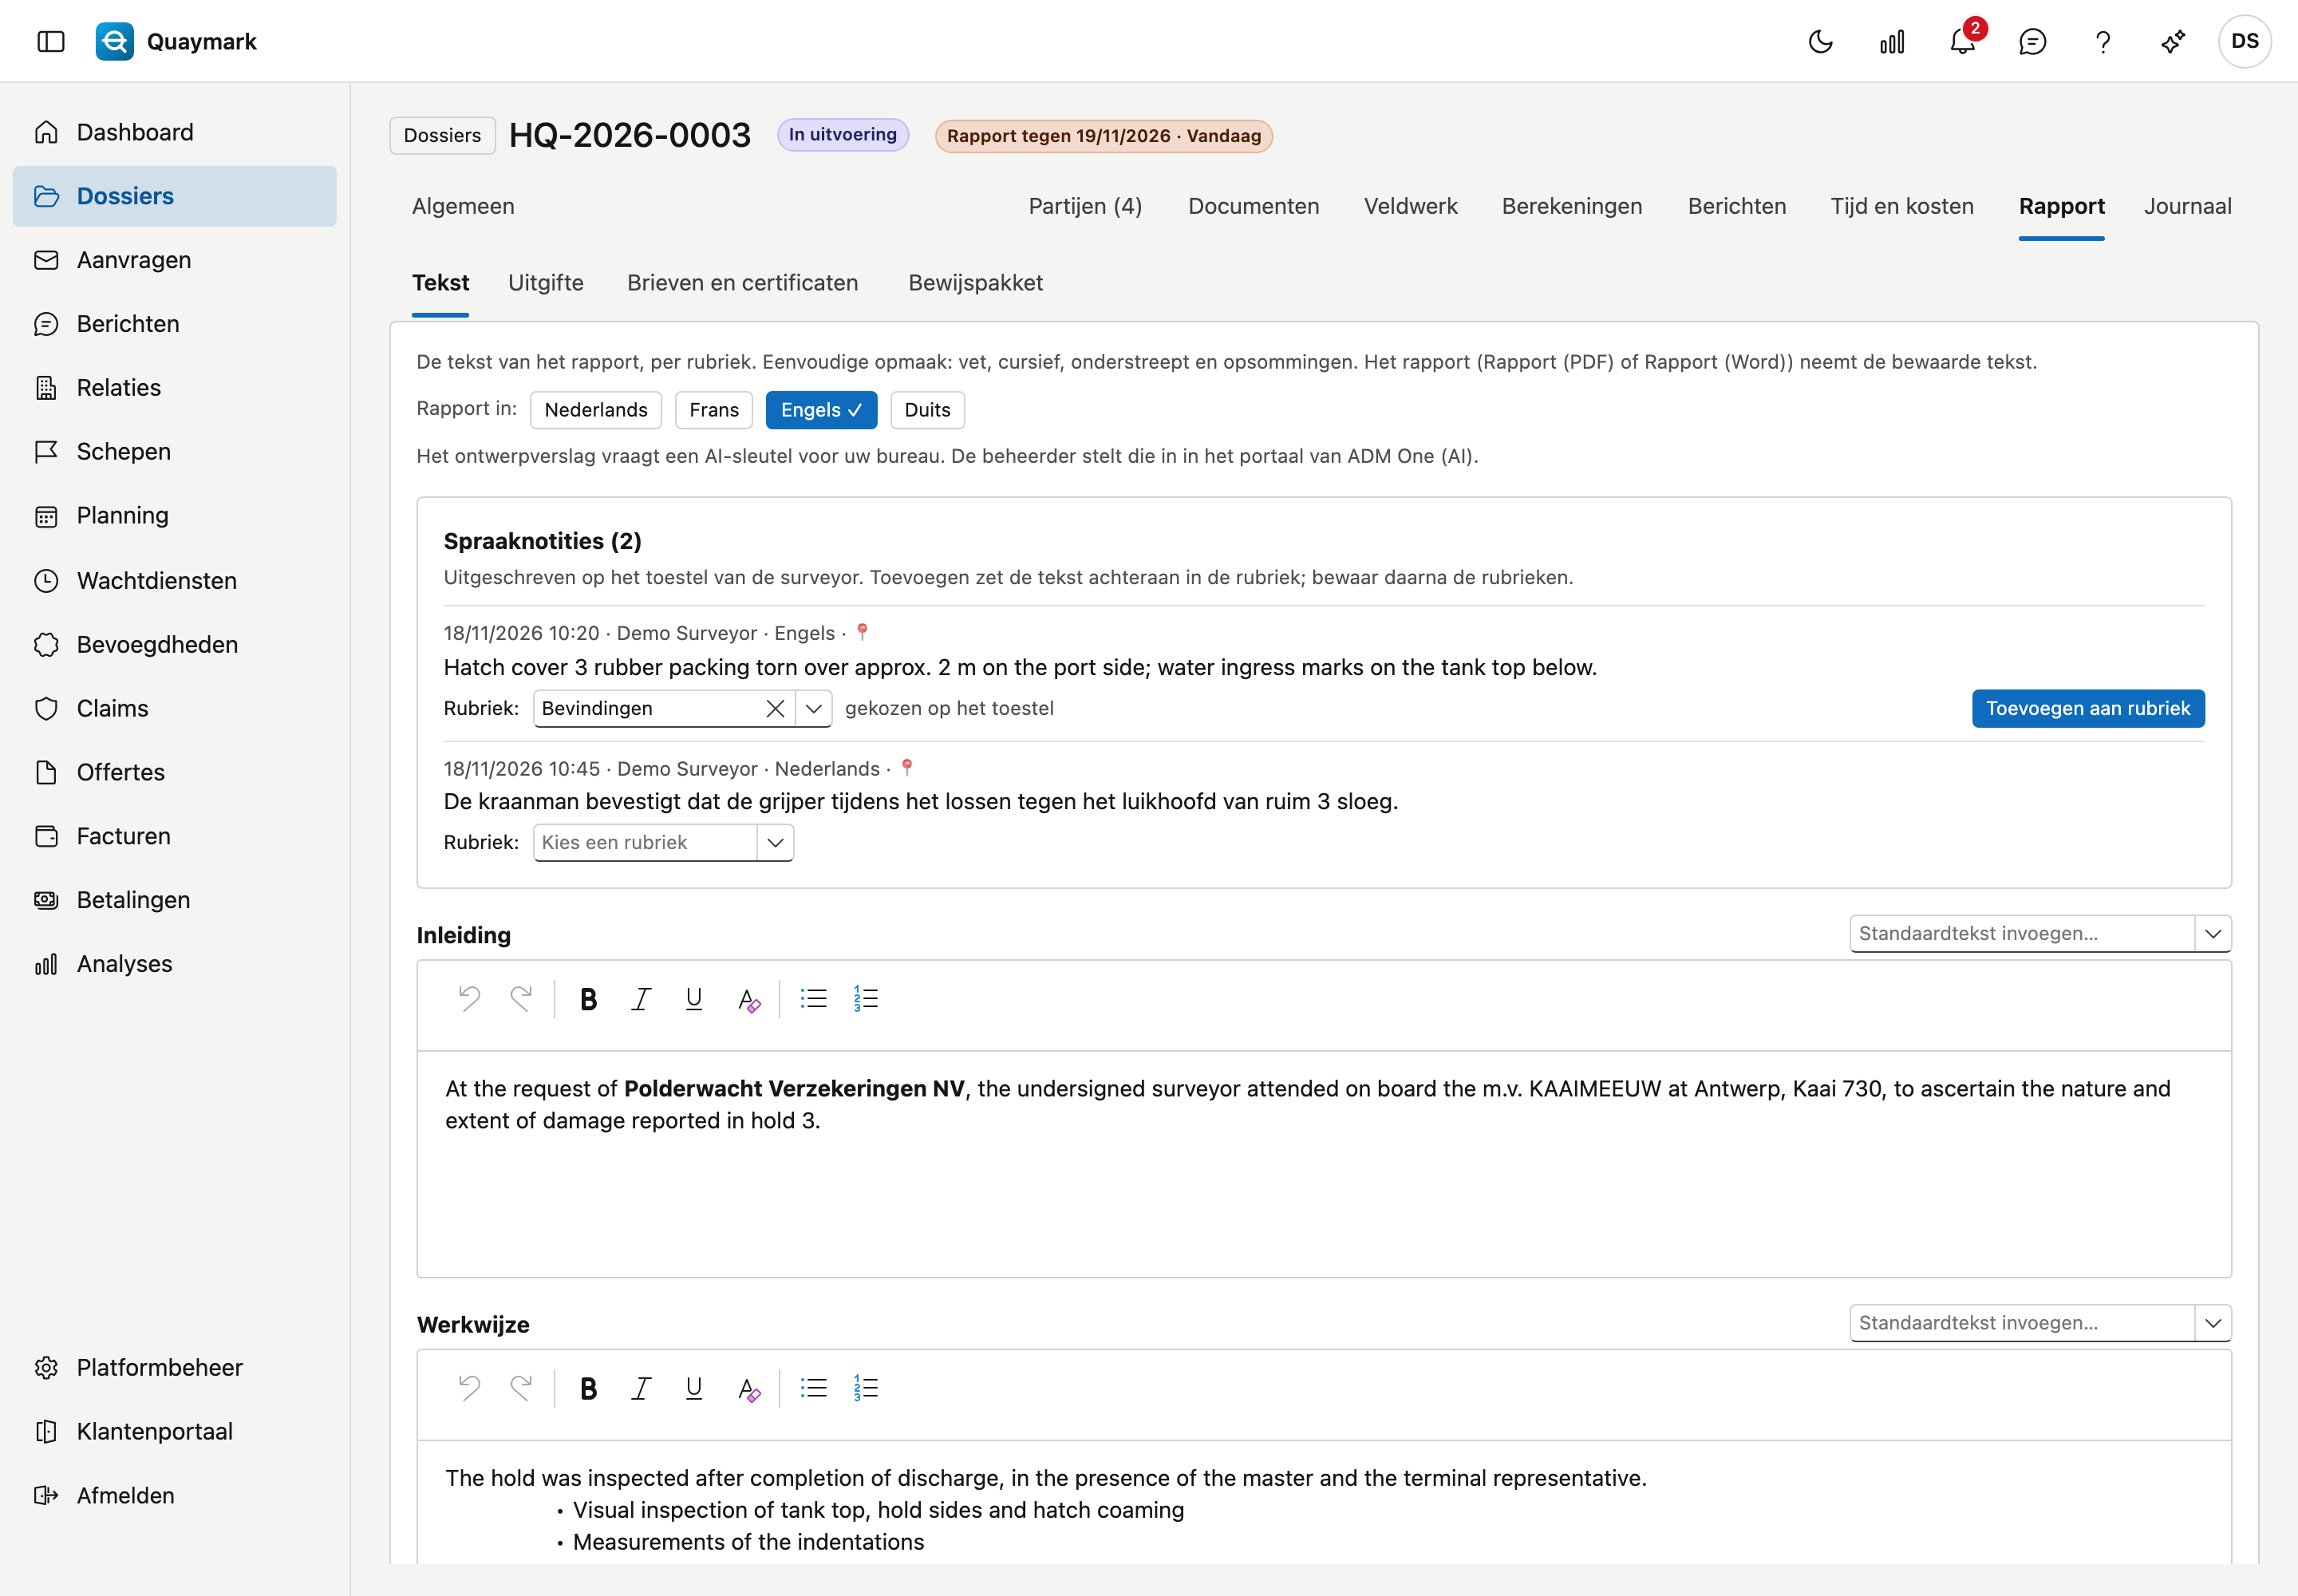 Quaymark
2
DS
Dashboard
Dossiers
Aanvragen
Berichten
Relaties
Schepen
Planning
Wachtdiensten
Bevoegdheden
Claims
Offertes
Facturen
Betalingen
Analyses
Platformbeheer
Klantenportaal
Afmelden
Dossiers HQ-2026-0003 In uitvoering Rapport tegen 19/11/2026 · Vandaag
Algemeen Partijen (4) Documenten Veldwerk Berekeningen Berichten Tijd en kosten Rapport Journaal
Tekst Uitgifte Brieven en certificaten Bewijspakket
De tekst van het rapport, per rubriek. Eenvoudige opmaak: vet, cursief, onderstreept en opsommingen. Het rapport (Rapport (PDF) of Rapport (Word)) neemt de bewaarde tekst.
Rapport in: Nederlands Frans Engels ✓ Duits
Het ontwerpverslag vraagt een AI-sleutel voor uw bureau. De beheerder stelt die in in het portaal van ADM One (AI).
Spraaknotities (2)
Uitgeschreven op het toestel van de surveyor. Toevoegen zet de tekst achteraan in de rubriek; bewaar daarna de rubrieken.
18/11/2026 10:20 · Demo Surveyor · Engels · 📍
Hatch cover 3 rubber packing torn over approx. 2 m on the port side; water ingress marks on the tank top below.
Rubriek: Bevindingen gekozen op het toestel Toevoegen aan rubriek
18/11/2026 10:45 · Demo Surveyor · Nederlands · 📍
De kraanman bevestigt dat de grijper tijdens het lossen tegen het luikhoofd van ruim 3 sloeg.
Rubriek: Kies een rubriek
Inleiding Standaardtekst invoegen...
At the request of Polderwacht Verzekeringen NV, the undersigned surveyor attended on board the m.v. KAAIMEEUW at Antwerp, Kaai 730, to ascertain the nature and
extent of damage reported in hold 3.
Werkwijze Standaardtekst invoegen...
The hold was inspected after completion of discharge, in the presence of the master and the terminal representative.
• Visual inspection of tank top, hold sides and hatch coaming
• Measurements of the indentations